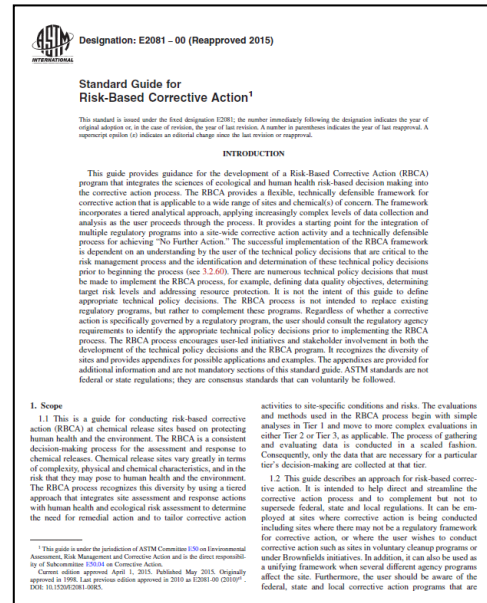 ASTM
INTERNATIONAL
Designation: E2081 − 00 (Reapproved 2015)
Standard Guide for
Risk-Based Corrective Action1
This standard is issued under the fixed designation E2081; the number immediately following the designation indicates the year of
original adoption or, in the case of revision, the year of last revision. A number in parentheses indicates the year of last reapproval. A
superscript epsilon (ε) indicates an editorial change since the last revision or reapproval.
INTRODUCTION
This guide provides guidance for the development of a Risk-Based Corrective Action (RBCA)
program that integrates the sciences of ecological and human health risk-based decision making into
the corrective action process. The RBCA provides a flexible, technically defensible framework for
corrective action that is applicable to a wide range of sites and chemical(s) of concern. The framework
incorporates a tiered analytical approach, applying increasingly complex levels of data collection and
analysis as the user proceeds through the process. It provides a starting point for the integration of
multiple regulatory programs into a site-wide corrective action activity and a technically defensible
process for achieving “No Further Action.” The successful implementation of the RBCA framework
is dependent on an understanding by the user of the technical policy decisions that are critical to the
risk management process and the identification and determination of these technical policy decisions
prior to beginning the process (see 3.2.60). There are numerous technical policy decisions that must
be made to implement the RBCA process, for example, defining data quality objectives, determining
target risk levels and addressing resource protection. It is not the intent of this guide to define
appropriate technical policy decisions. The RBCA process is not intended to replace existing
regulatory programs, but rather to complement these programs. Regardless of whether a corrective
action is specifically governed by a regulatory program, the user should consult the regulatory agency
requirements to identify the appropriate technical policy decisions prior to implementing the RBCA
process. The RBCA process encourages user-led initiatives and stakeholder involvement in both the
development of the technical policy decisions and the RBCA program. It recognizes the diversity of
sites and provides appendixes for possible applications and examples. The appendixes are provided for
additional information and are not mandatory sections of this standard guide. ASTM standards are not
federal or state regulations; they are consensus standards that can voluntarily be followed.
1. Scope
1.1 This is a guide for conducting risk-based corrective
action (RBCA) at chemical release sites based on protecting
human health and the environment. The RBCA is a consistent
decision-making process for the assessment and response to
chemical releases. Chemical release sites vary greatly in terms
of complexity, physical and chemical characteristics, and in the
risk that they may pose to human health and the environment.
The RBCA process recognizes this diversity by using a tiered
approach that integrates site assessment and response actions
with human health and ecological risk assessment to determine
the need for remedial action and to tailor corrective action
1 This guide is under the jurisdiction of ASTM Committee E50 on Environmental
Assessment, Risk Management and Corrective Action and is the direct responsibil-
ity of Subcommittee E50.04 on Corrective Action.
Current edition approved April 1, 2015. Published May 2015. Originally
approved in 1998. Last previous edition approved in 2010 as E2081-00 (2010)ε1.
DOI: 10.1520/E2081-00R5.
activities to site-specific conditions and risks. The evaluations
and methods used in the RBCA process begin with simple
analyses in Tier 1 and move to more complex evaluations in
either Tier 2 or Tier 3, as applicable. The process of gathering
and evaluating data is conducted in a scaled fashion.
Consequently, only the data that are necessary for a particular
tier’s decision-making are collected at that tier.
1.2 This guide describes an approach for risk-based correc-
tive action. It is intended to help direct and streamline the
corrective action process and to complement but not to
supersede federal, state and local regulations. It can be em-
ployed at sites where corrective action is being conducted
including sites where there may not be a regulatory framework
for corrective action, or where the user wishes to conduct
corrective action such as sites in voluntary cleanup programs or
under Brownfields initiatives. In addition, it can also be used as
a unifying framework when several different agency programs
affect the site. Furthermore, the user should be aware of the
federal, state and local corrective action programs that are